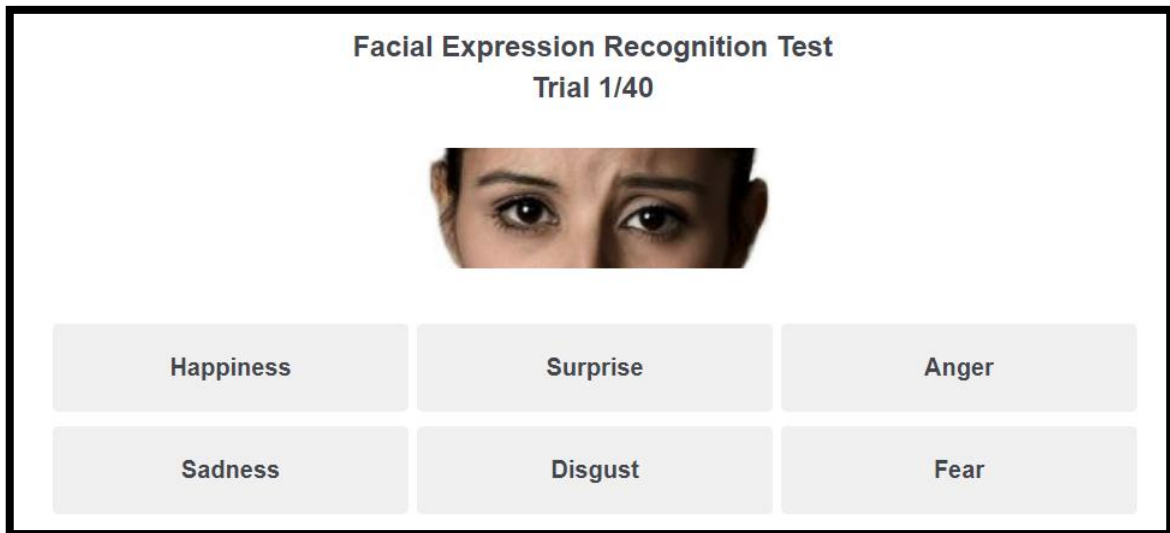 Facial Expression Recognition Test
Trial 1/40
Happiness
Surprise
Anger
Sadness
Disgust
Fear